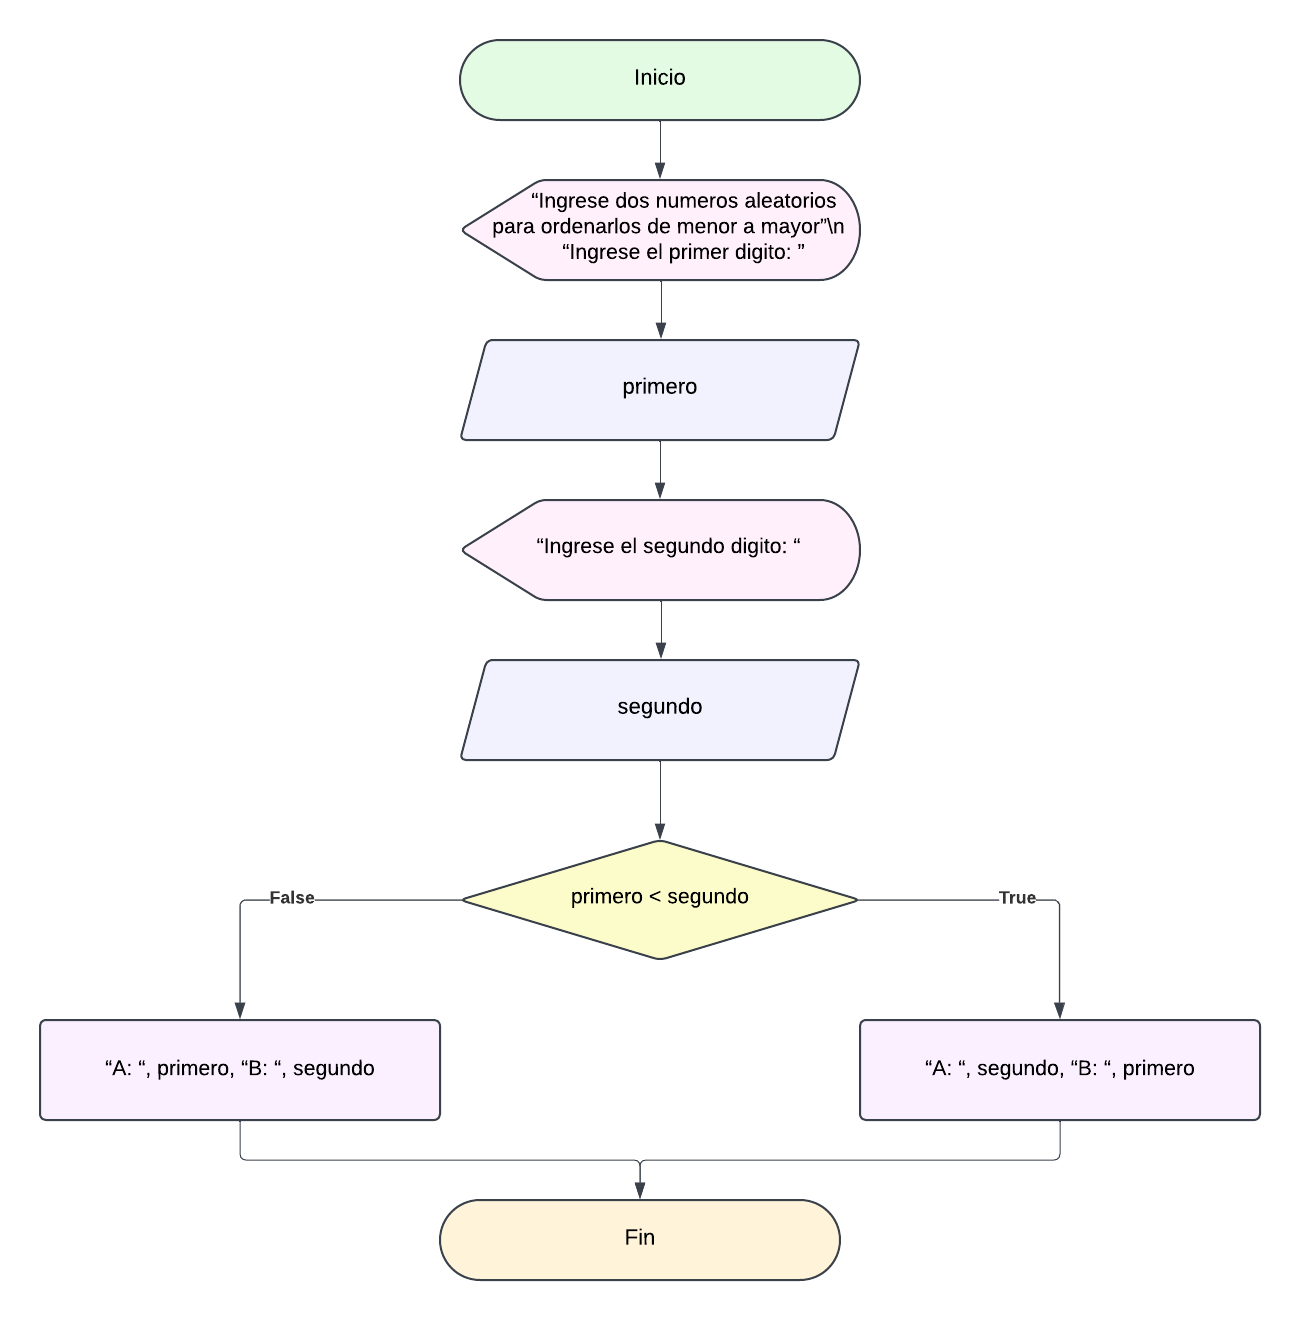 Inicio
“Ingrese dos numeros aleatorios
para ordenarlos de menor a mayor”\n
“Ingrese el primer digito: ”
primero
“Ingrese el segundo digito: “
segundo
primero < segundo
False
True
“A: “, primero, “B: “, segundo
“A: “, segundo, “B: “, primero
Fin